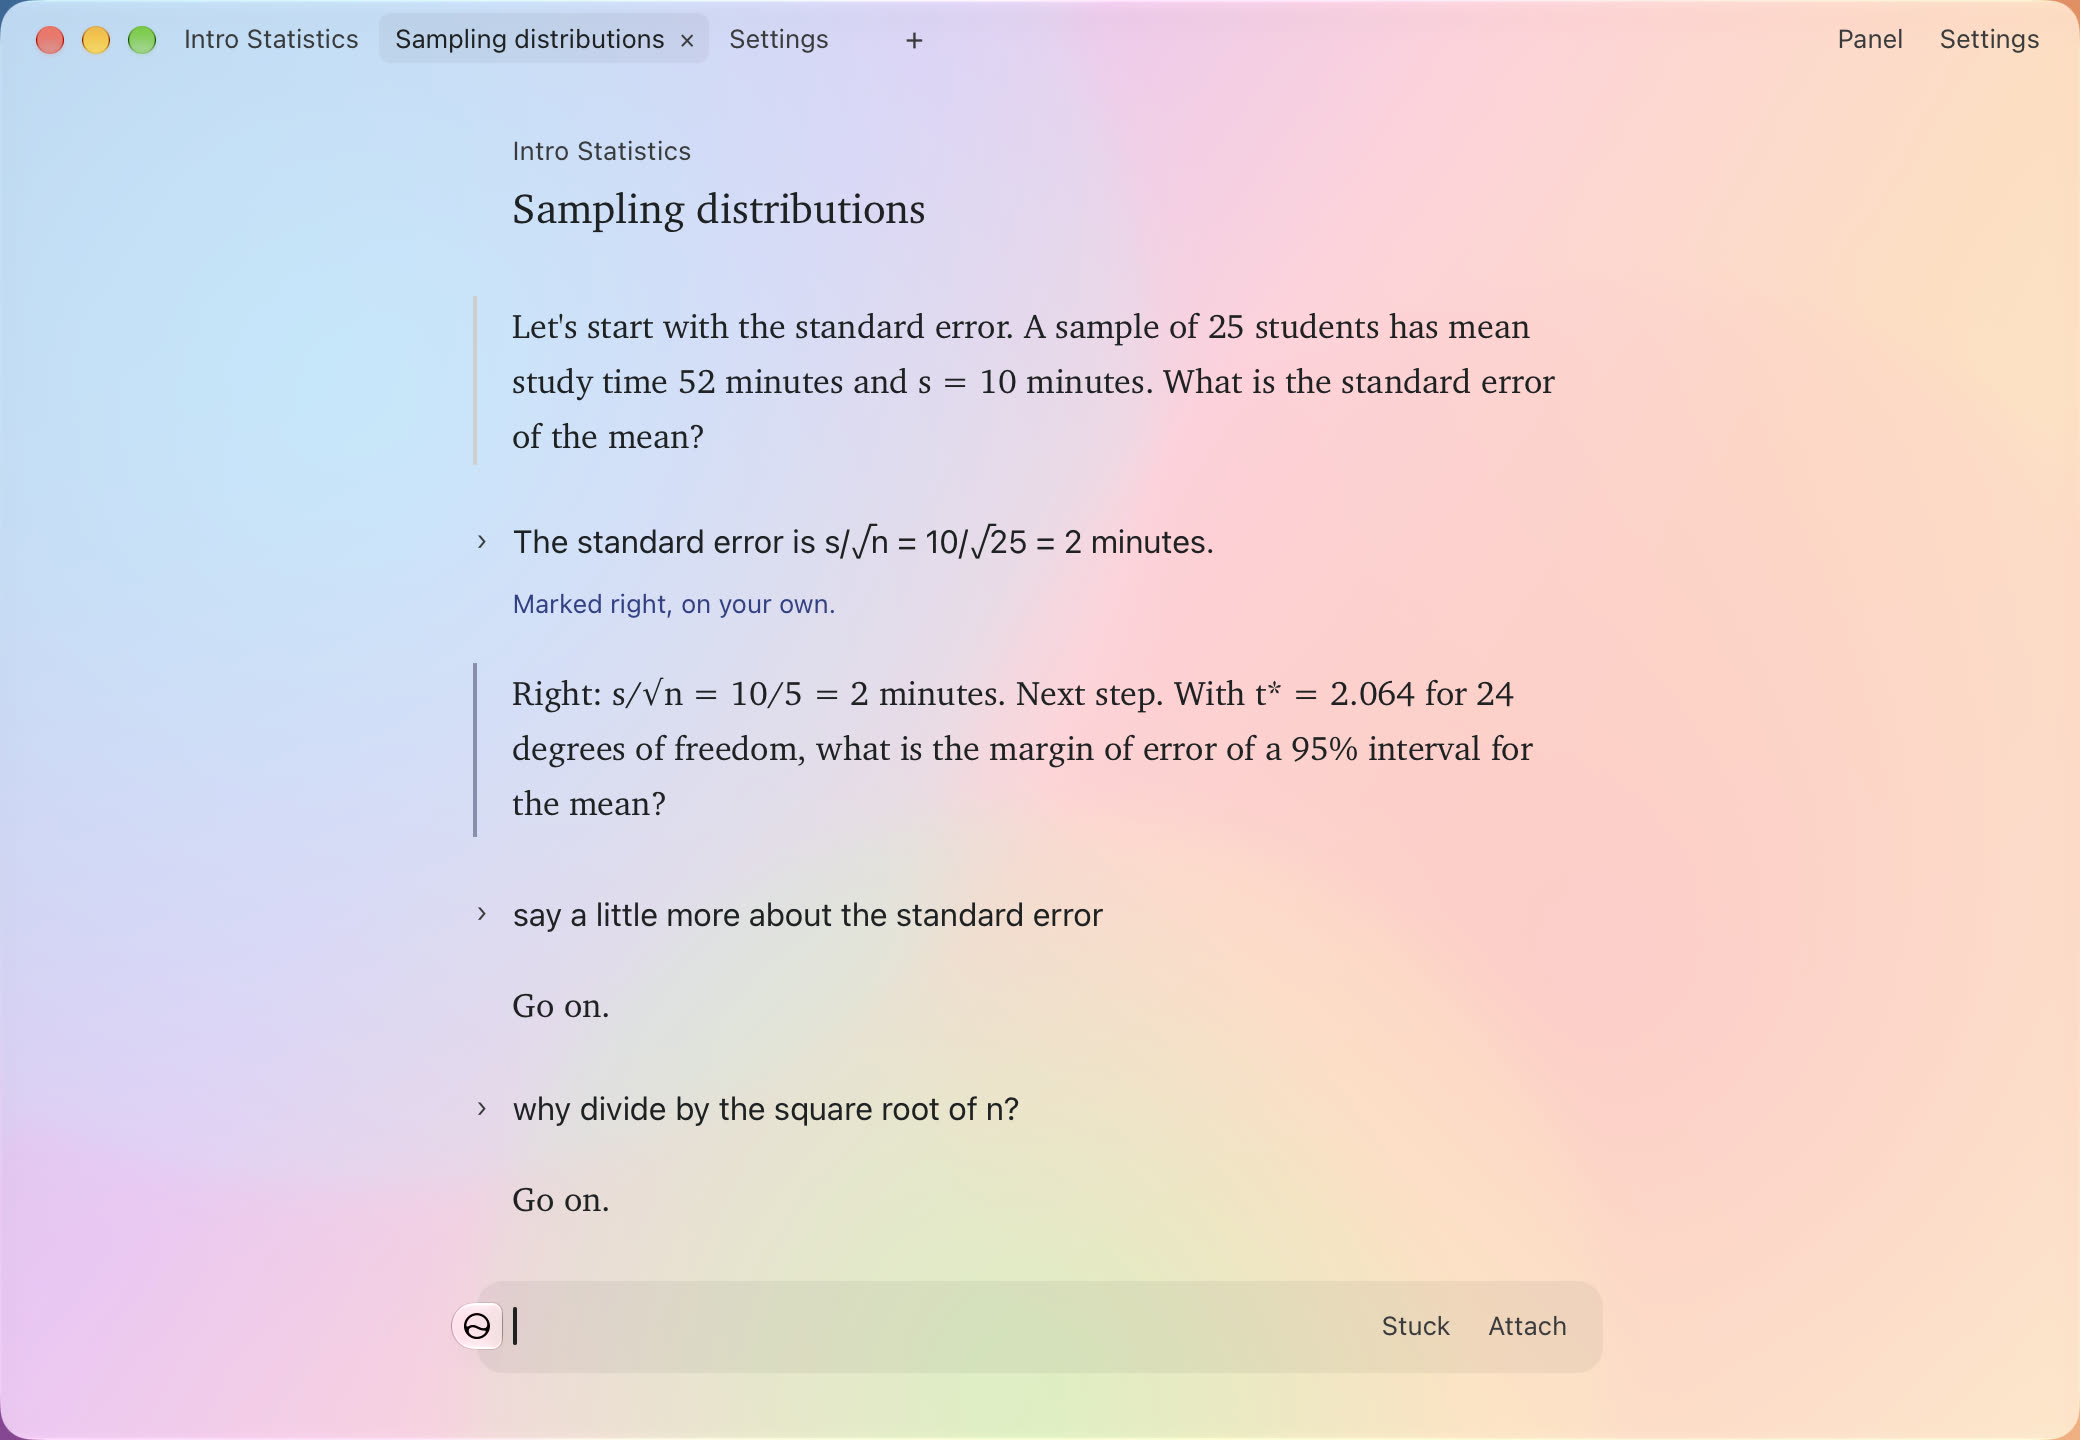 Intro Statistics
Sampling distributions ×
Settings
+
Panel
Settings
Intro Statistics
Sampling distributions
Let's start with the standard error. A sample of 25 students has mean
study time 52 minutes and s = 10 minutes. What is the standard error
of the mean?
› The standard error is s/√n = 10/√25 = 2 minutes.
Marked right, on your own.
Right: s/√n = 10/5 = 2 minutes. Next step. With t* = 2.064 for 24
degrees of freedom, what is the margin of error of a 95% interval for
the mean?
› say a little more about the standard error
Go on.
› why divide by the square root of n?
Go on.
Stuck
Attach